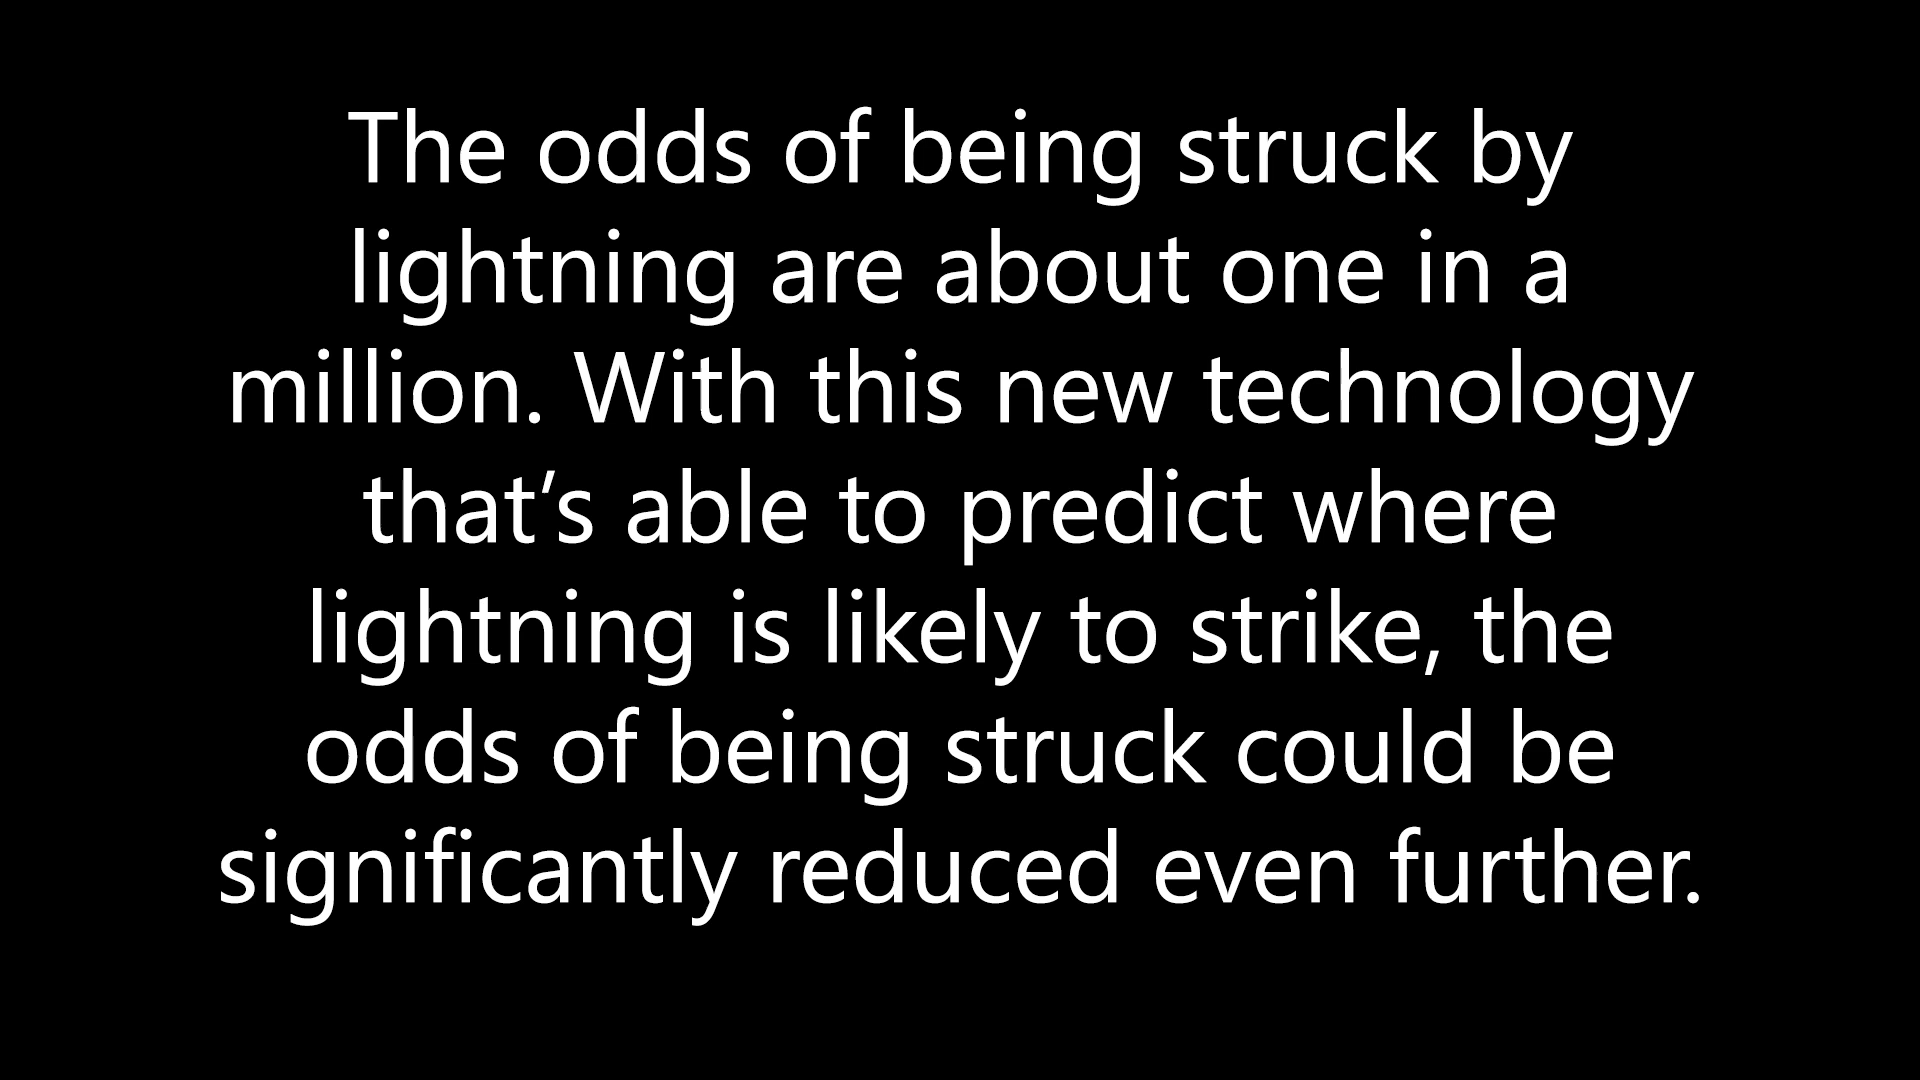 The odds of being struck by
lightning are about one in a
million. With this new technology
that’s able to predict where
lightning is likely to strike, the
odds of being struck could be
significantly reduced even further.